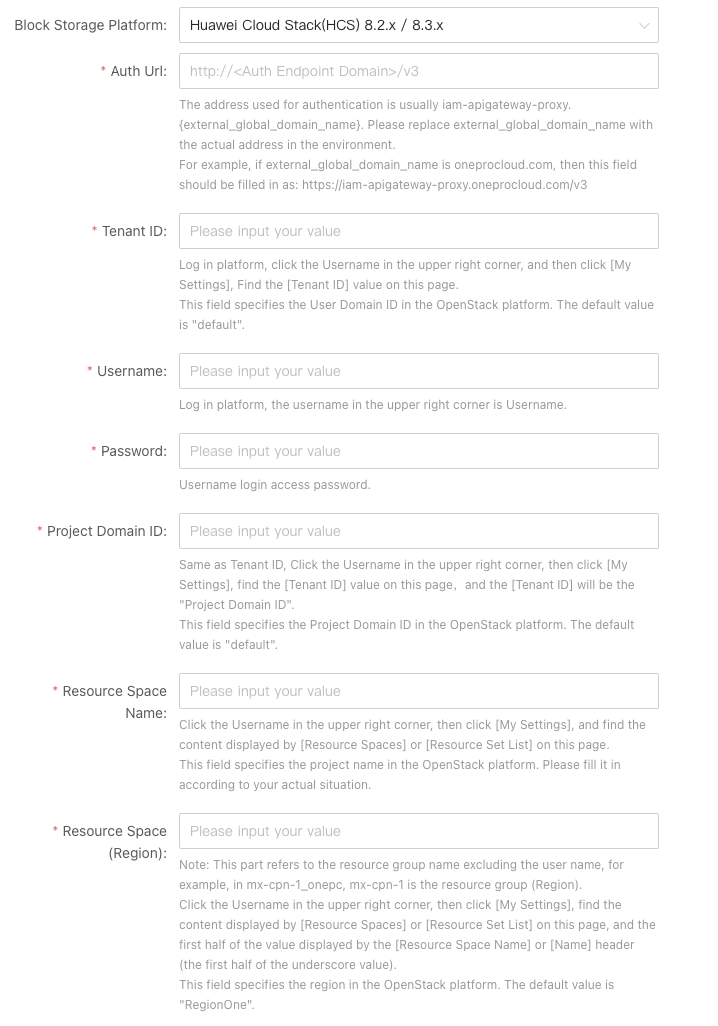 Block Storage Platform: Huawei Cloud Stack(HCS) 8.2.x / 8.3.x
* Auth Url: http://<Auth Endpoint Domain>/v3
The address used for authentication is usually iam-apigateway-proxy.
{external_global_domain_name}. Please replace external_global_domain_name with
the actual address in the environment.
For example, if external_global_domain_name is oneprocloud.com, then this field
should be filled in as: https://iam-apigateway-proxy.oneprocloud.com/v3
* Tenant ID: Please input your value
Log in platform, click the Username in the upper right corner, and then click [My
Settings], Find the [Tenant ID] value on this page.
This field specifies the User Domain ID in the OpenStack platform. The default value
is "default".
* Username: Please input your value
Log in platform, the username in the upper right corner is Username.
* Password: Please input your value
Username login access password.
* Project Domain ID: Please input your value
Same as Tenant ID, Click the Username in the upper right corner, then click [My
Settings], find the [Tenant ID] value on this page，and the [Tenant ID] will be the
"Project Domain ID".
This field specifies the Project Domain ID in the OpenStack platform. The default
value is "default".
* Resource Space Please input your value
Name:
Click the Username in the upper right corner, then click [My Settings], and find the
content displayed by [Resource Spaces] or [Resource Set List] on this page.
This field specifies the project name in the OpenStack platform. Please fill it in
according to your actual situation.
* Resource Space Please input your value
(Region):
Note: This part refers to the resource group name excluding the user name, for
example, in mx-cpn-1_onepc, mx-cpn-1 is the resource group (Region).
Click the Username in the upper right corner, then click [My Settings], find the
content displayed by [Resource Spaces] or [Resource Set List] on this page, and the
first half of the value displayed by the [Resource Space Name] or [Name] header
(the first half of the underscore value).
This field specifies the region in the OpenStack platform. The default value is
"RegionOne".